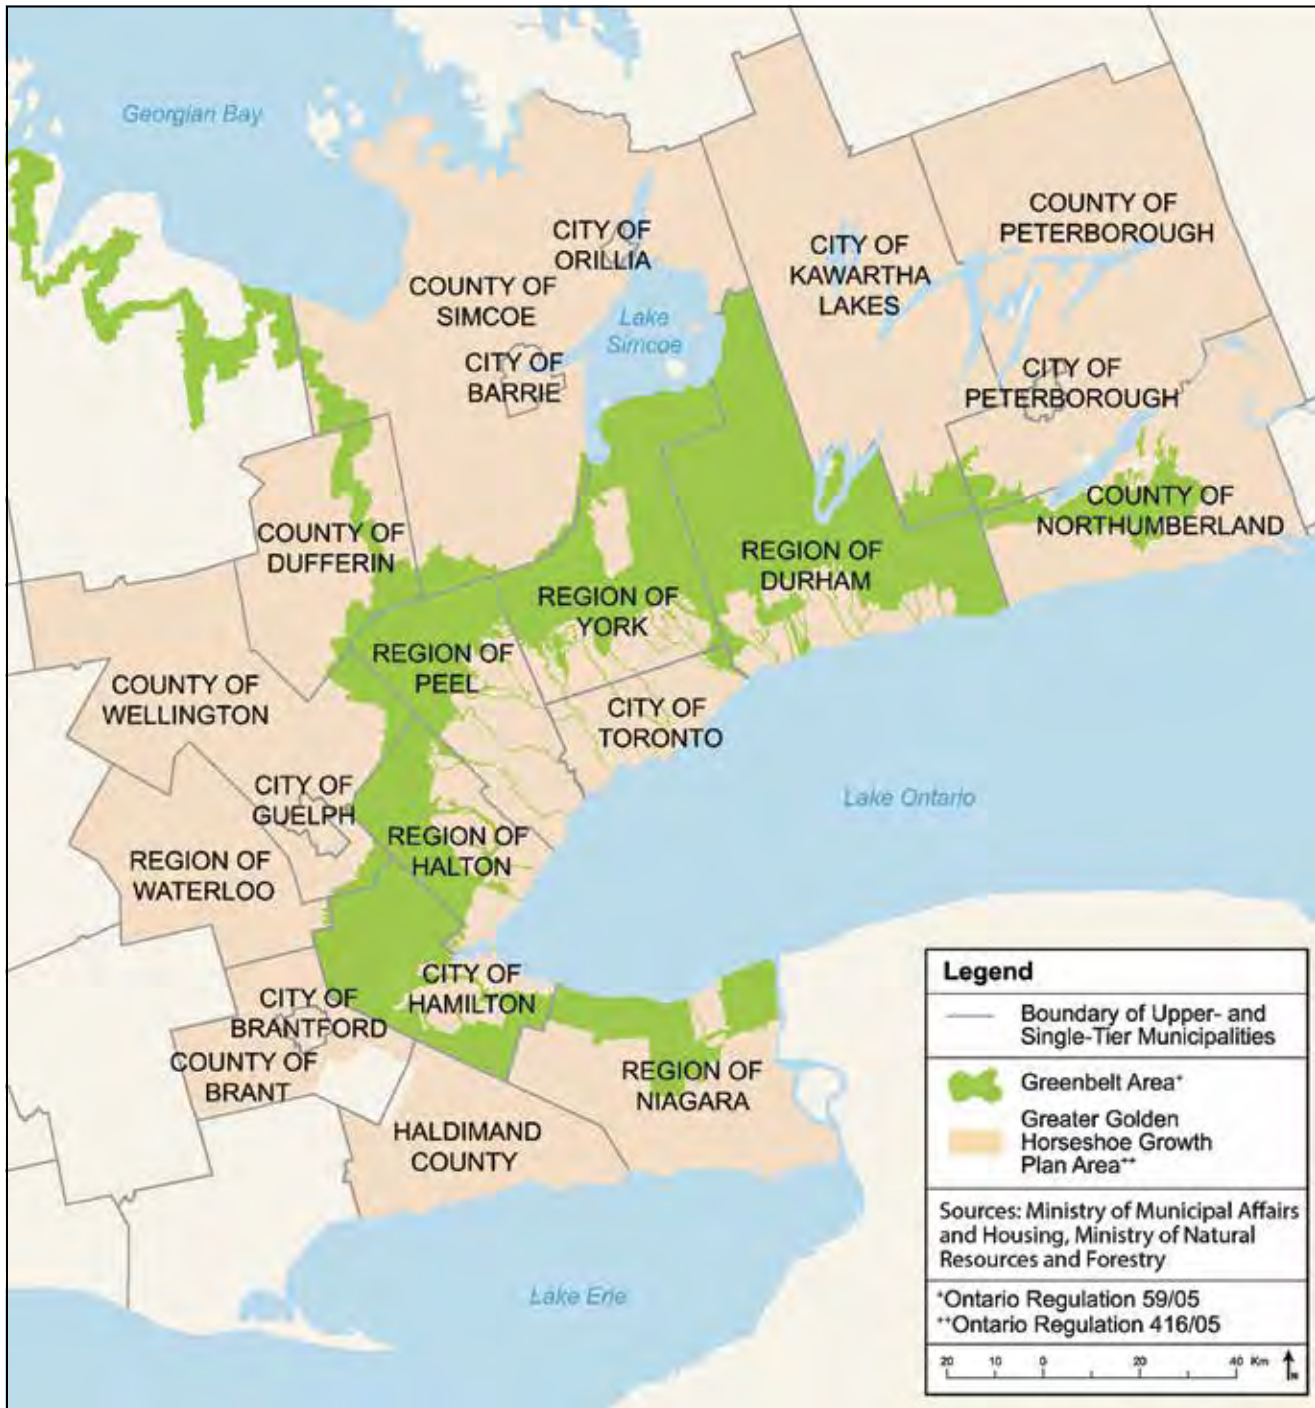 Georgian Bay
CITY OF
ORILLIA
COUNTY OF
PETERBOROUGH
CITY OF
KAWARTHA
LAKES
COUNTY OF
SIMCOE
Lake
Simcoe
CITY OF
BARRIE
CITY OF
PETERBOROUGH
COUNTY OF
NORTHUMBERLAND
COUNTY OF
DUFFERIN
REGION OF
DURHAM
REGION OF
YORK
REGION OF
PEEL
COUNTY OF
WELLINGTON
CITY OF
TORONTO
CITY OF
GUELPH
Lake Ontario
REGION OF
HALTON
REGION OF
WATERLOO
CITY OF
HAMILTON
CITY OF
BRANTFORD
COUNTY OF
BRANT
REGION OF
NIAGARA
HALDIMAND
COUNTY
Lake Erie
Legend
Boundary of Upper- and
Single-Tier Municipalities
Greenbelt Area+
Greater Golden
Horseshoe Growth
Plan Area++
Sources: Ministry of Municipal Affairs
and Housing, Ministry of Natural
Resources and Forestry
+Ontario Regulation 59/05
++Ontario Regulation 416/05
20 10 0 20 40 Km N